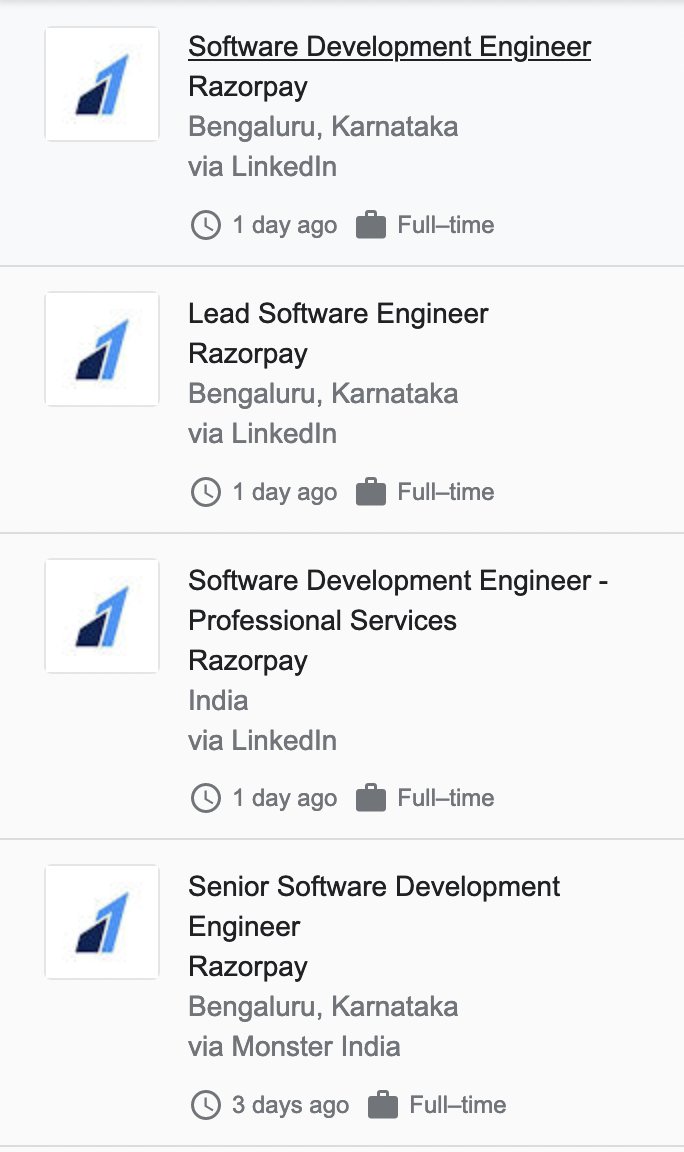 Software Development Engineer
Razorpay
Bengaluru, Karnataka
via LinkedIn
1 day ago Full–time
Lead Software Engineer
Razorpay
Bengaluru, Karnataka
via LinkedIn
1 day ago Full–time
Software Development Engineer -
Professional Services
Razorpay
India
via LinkedIn
1 day ago Full–time
Senior Software Development
Engineer
Razorpay
Bengaluru, Karnataka
via Monster India
3 days ago Full–time